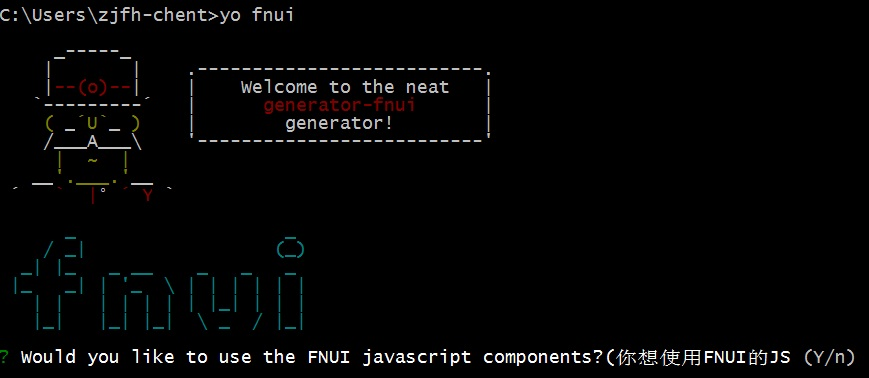 C:\Users\zjfh-chent>yo fnui
Welcome to the neat
generator-fnui
generator!
fnui
? Would you like to use the FNUI javascript components?(你想使用FNUI的JS (Y/n)